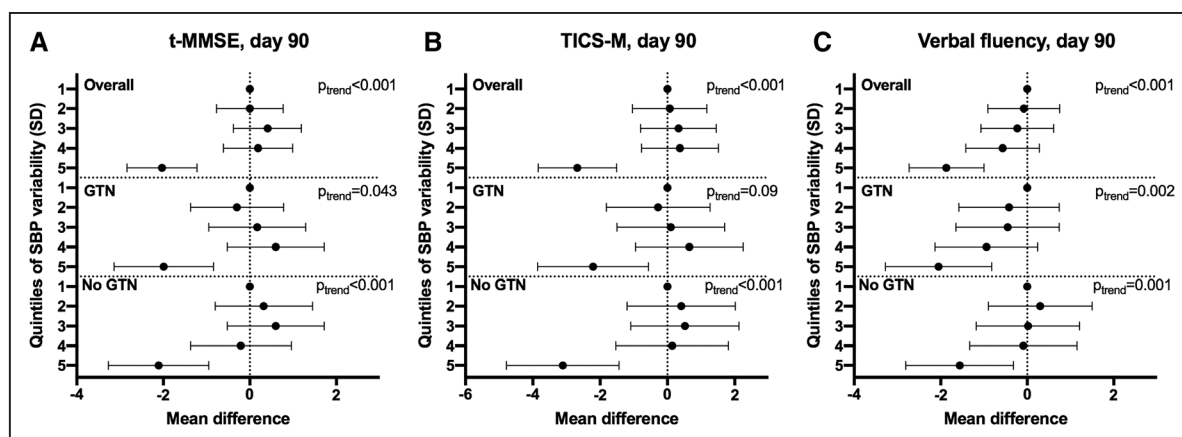 A t-MMSE, day 90
Quintiles of SBP variability (SD)
1 Overall p_trend<0.001
2
3
4
5
1 GTN p_trend=0.043
2
3
4
5
1 No GTN p_trend<0.001
2
3
4
5
-4 -2 0 2
Mean difference
B TICS-M, day 90
Quintiles of SBP variability (SD)
1 Overall p_trend<0.001
2
3
4
5
1 GTN p_trend=0.09
2
3
4
5
1 No GTN p_trend<0.001
2
3
4
5
-6 -4 -2 0 2
Mean difference
C Verbal fluency, day 90
Quintiles of SBP variability (SD)
1 Overall p_trend<0.001
2
3
4
5
1 GTN p_trend=0.002
2
3
4
5
1 No GTN p_trend=0.001
2
3
4
5
-4 -2 0 2
Mean difference